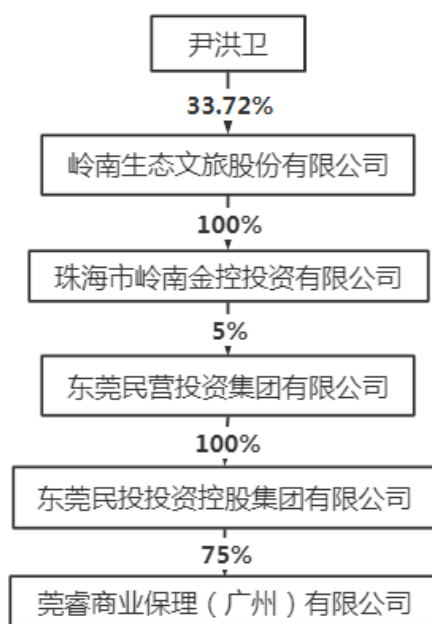 尹洪卫
33.72%
岭南生态文旅股份有限公司
100%
珠海市岭南金控投资有限公司
5%
东莞民营投资集团有限公司
100%
东莞民投投资控股集团有限公司
75%
莞睿商业保理（广州）有限公司